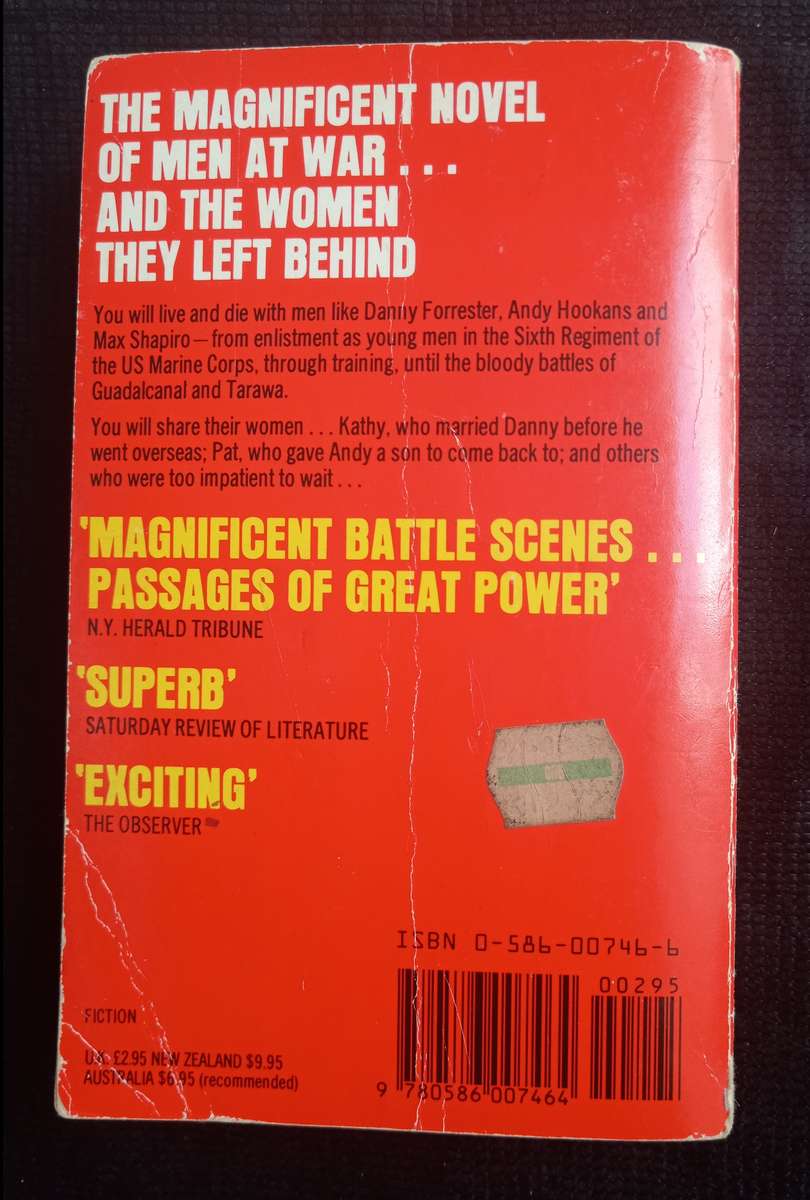 THE MAGNIFICENT NOVEL
OF MEN AT WAR . . .
AND THE WOMEN
THEY LEFT BEHIND
You will live and die with men like Danny Forrester, Andy Hookans and
Max Shapiro — from enlistment as young men in the Sixth Regiment of
the US Marine Corps, through training, until the bloody battles of
Guadalcanal and Tarawa.
You will share their women . . . Kathy, who married Danny before he
went overseas; Pat, who gave Andy a son to come back to; and others
who were too impatient to wait . . .
'MAGNIFICENT BATTLE SCENES . . .
PASSAGES OF GREAT POWER'
N.Y. HERALD TRIBUNE
'SUPERB'
SATURDAY REVIEW OF LITERATURE
'EXCITING'
THE OBSERVER
ISBN 0-586-00746-6
00295
FICTION
U.K. £2.95 NEW ZEALAND $9.95
AUSTRALIA $6.95 (recommended)
9 780586 007464